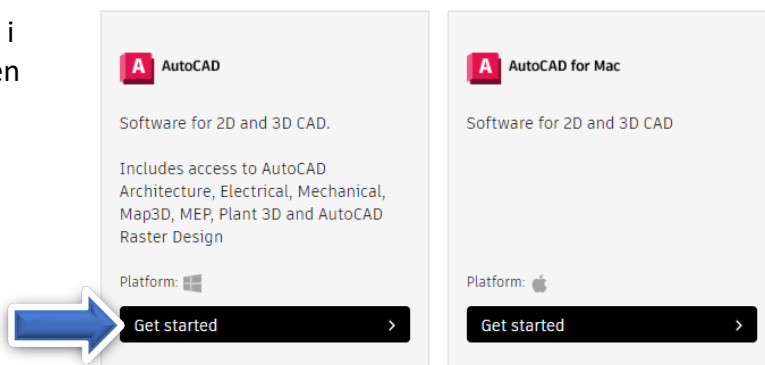 i
en
A AutoCAD
Software for 2D and 3D CAD.
Includes access to AutoCAD
Architecture, Electrical, Mechanical,
Map3D, MEP, Plant 3D and AutoCAD
Raster Design
Platform:
Get started
A AutoCAD for Mac
Software for 2D and 3D CAD
Platform:
Get started